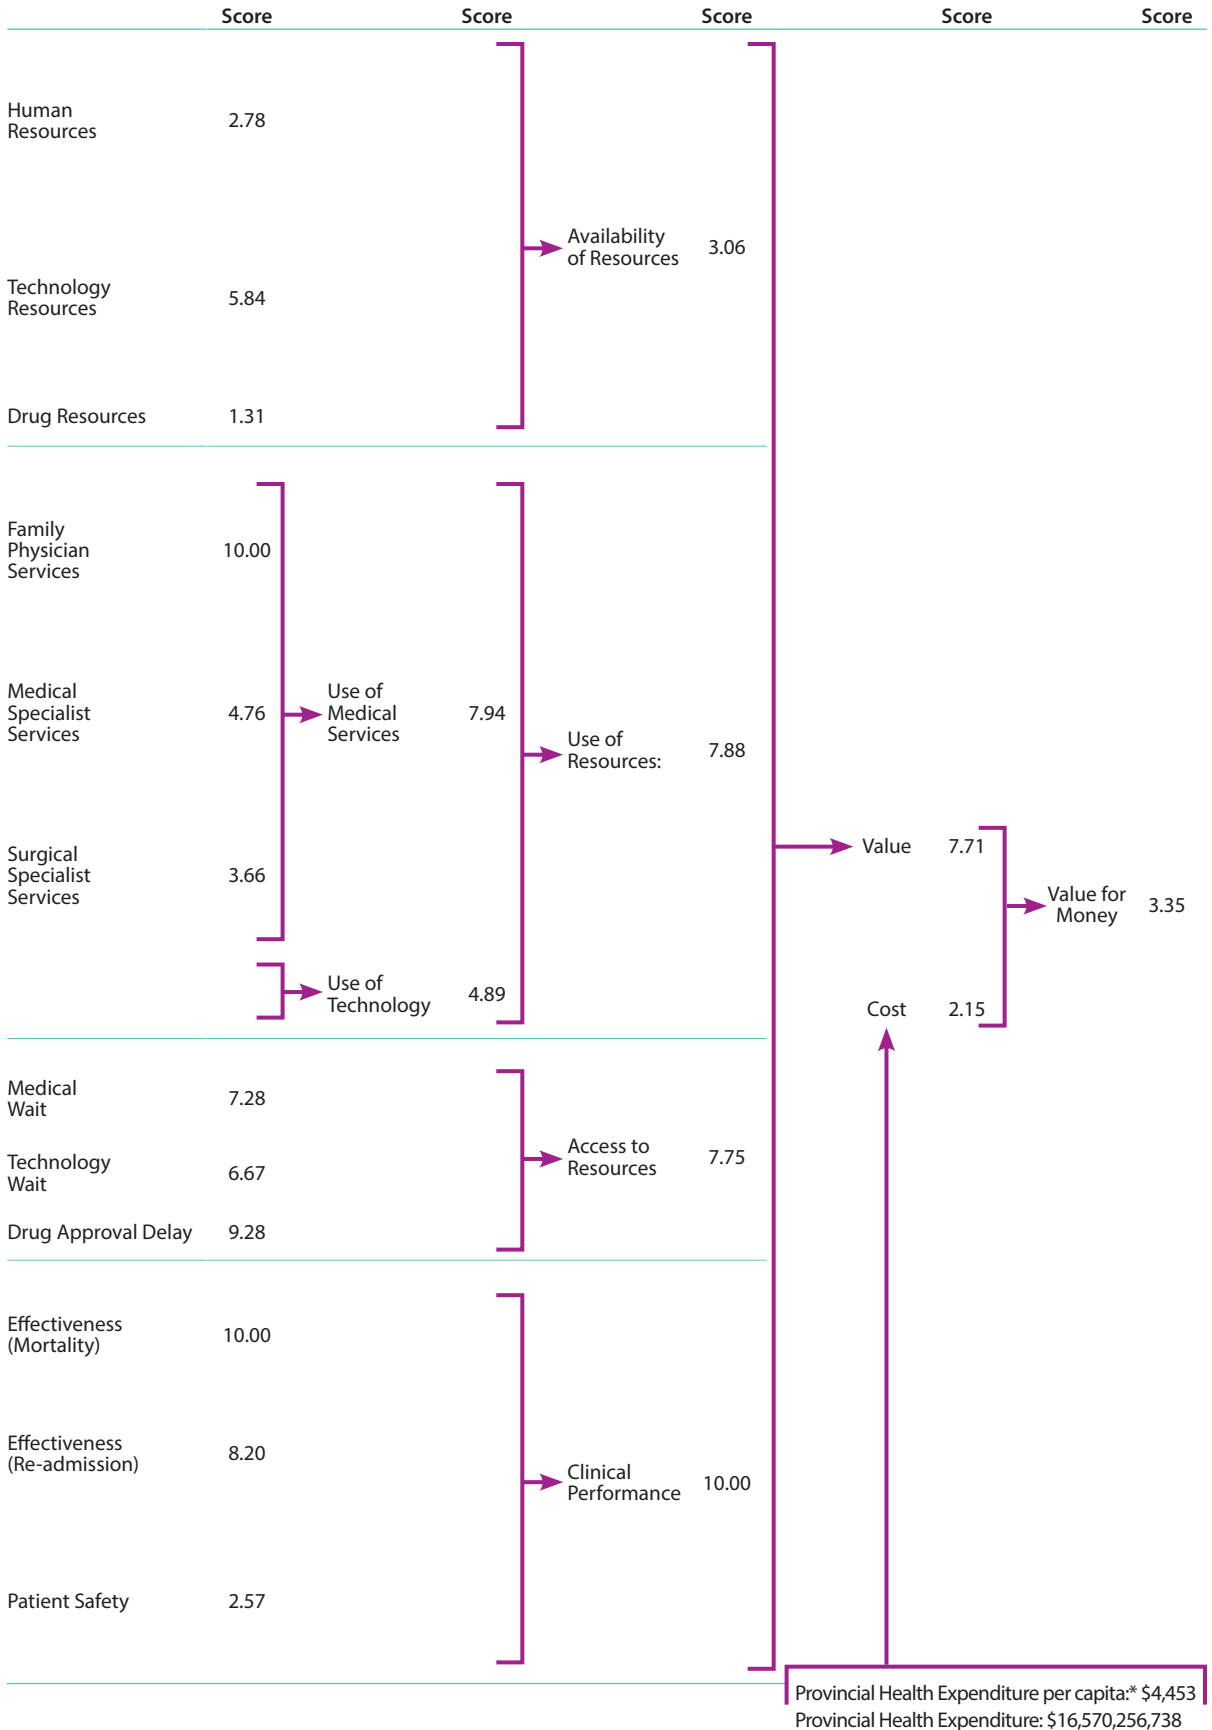 Score Score Score Score Score
Human
Resources
2.78
Technology
Resources
5.84
Drug Resources 1.31
Availability
of Resources
3.06
Family
Physician
Services
10.00
Medical
Specialist
Services
4.76
Surgical
Specialist
Services
3.66
Use of
Medical
Services
7.94
Use of
Technology
4.89
Use of
Resources:
7.88
Medical
Wait
7.28
Technology
Wait
6.67
Drug Approval Delay 9.28
Access to
Resources
7.75
Effectiveness
(Mortality)
10.00
Effectiveness
(Re-admission)
8.20
Patient Safety 2.57
Clinical
Performance
10.00
Value 7.71
Cost 2.15
Value for
Money
3.35
Provincial Health Expenditure per capita:* $4,453
Provincial Health Expenditure: $16,570,256,738